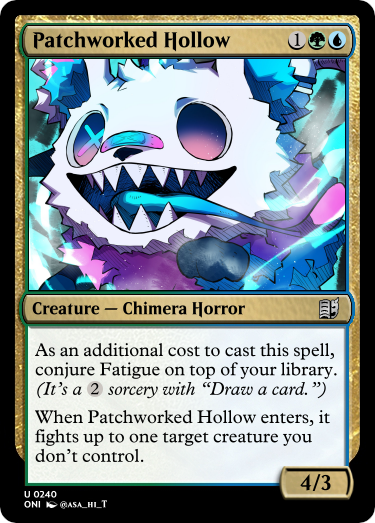 Patchworked Hollow 1
Creature — Chimera Horror
As an additional cost to cast this spell,
conjure Fatigue on top of your library.
(It's a 2 sorcery with “Draw a card.”)
When Patchworked Hollow enters, it
fights up to one target creature you
don't control.
4/3
U 0240
ONI @ASA_HI_T